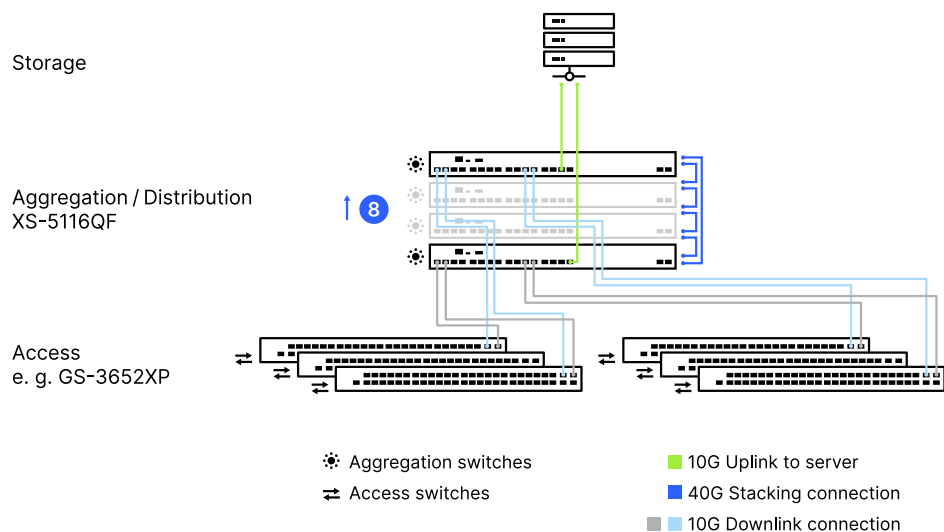 Storage
Aggregation / Distribution
XS-5116QF
8
Access
e. g. GS-3652XP
Aggregation switches
Access switches
10G Uplink to server
40G Stacking connection
10G Downlink connection